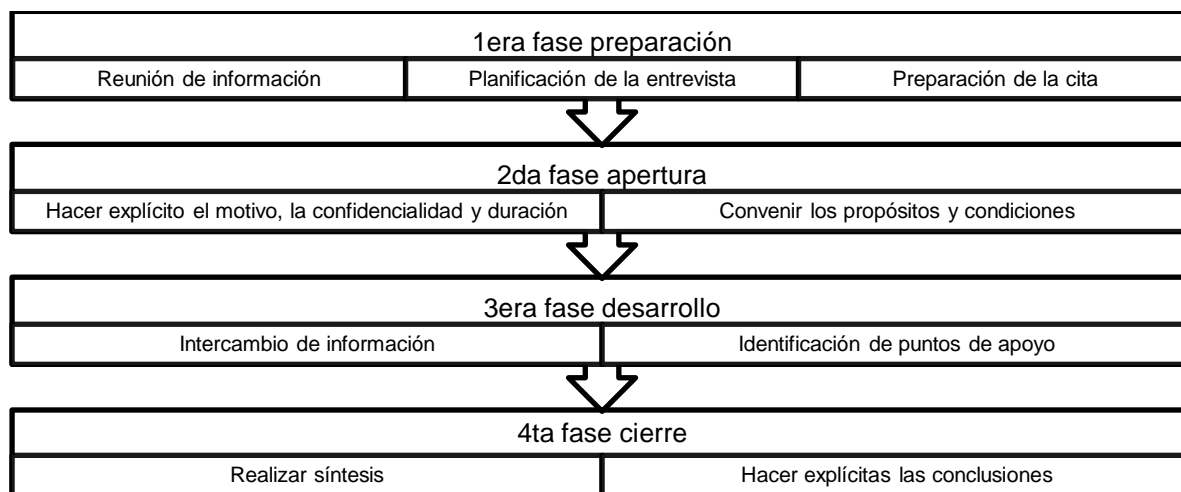 1era fase preparación
Reunión de información
Planificación de la entrevista
Preparación de la cita
2da fase apertura
Hacer explícito el motivo, la confidencialidad y duración
Convenir los propósitos y condiciones
3era fase desarrollo
Intercambio de información
Identificación de puntos de apoyo
4ta fase cierre
Realizar síntesis
Hacer explícitas las conclusiones